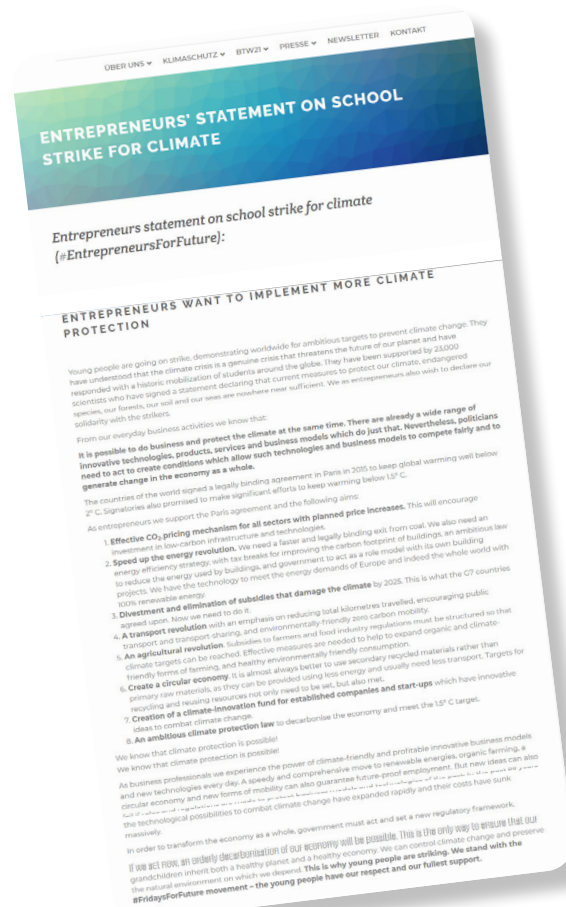 ÜBER UNS KLIMASCHUTZ BTW21 PRESSE NEWSLETTER KONTAKT
ENTREPRENEURS' STATEMENT ON SCHOOL
STRIKE FOR CLIMATE
Entrepreneurs statement on school strike for climate
(#EntrepreneursForFuture):
ENTREPRENEURS WANT TO IMPLEMENT MORE CLIMATE
PROTECTION
Young people are going on strike, demonstrating worldwide for ambitious targets to prevent climate change. They
have understood that the climate crisis is a genuine crisis that threatens the future of our planet and have
responded with a historic mobilization of students around the globe. They have been supported by 23,000
scientists who have signed a statement declaring that current measures to protect our climate, endangered
species, our forests, our soil and our seas are nowhere near sufficient. We as entrepreneurs also wish to declare our
solidarity with the strikers.
From our everyday business activities we know that:
It is possible to do business and protect the climate at the same time. There are already a wide range of
innovative technologies, products, services and business models which do just that. Nevertheless, politicians
need to act to create conditions which allow such technologies and business models to compete fairly and to
generate change in the economy as a whole.
The countries of the world signed a legally binding agreement in Paris in 2015 to keep global warming well below
2° C. Signatories also promised to make significant efforts to keep warming below 1.5° C.
As entrepreneurs we support the Paris agreement and the following aims:
1. Effective CO₂ pricing mechanism for all sectors with planned price increases. This will encourage
investment in low-carbon infrastructure and technologies.
2. Speed up the energy revolution. We need a faster and legally binding exit from coal. We also need an
energy efficiency strategy, with tax breaks for improving the carbon footprint of buildings, an ambitious law
to reduce the energy used by buildings, and government to act as a role model with its own building
projects. We have the technology to meet the energy demands of Europe and indeed the whole world with
100% renewable energy.
3. Divestment and elimination of subsidies that damage the climate by 2025. This is what the G7 countries
agreed upon. Now we need to do it.
4. A transport revolution with an emphasis on reducing total kilometres travelled, encouraging public
transport and transport-sharing, and environmentally-friendly zero carbon mobility.
5. An agricultural revolution. Subsidies to farmers and food industry regulations must be structured so that
climate targets can be reached. Effective measures are needed to help to expand organic and climate-
friendly forms of farming, and healthy environmentally friendly consumption.
6. Create a circular economy. It is almost always better to use secondary recycled materials rather than
primary raw materials, as they can be provided using less energy and usually need less transport. Targets for
recycling and reusing resources not only need to be set, but also met.
7. Creation of a climate-innovation fund for established companies and start-ups which have innovative
ideas to combat climate change.
8. An ambitious climate protection law to decarbonise the economy and meet the 1.5° C target.
We know that climate protection is possible!
We know that climate protection is possible!
As business professionals we experience the power of climate-friendly and profitable innovative business models
and new technologies every day. A speedy and comprehensive move to renewable energies, organic farming, a
circular economy and new forms of mobility can also guarantee future-proof employment. But new ideas can also
the technological possibilities to combat climate change have expanded rapidly and their costs have sunk
massively.
In order to transform the economy as a whole, government must act and set a new regulatory framework.
If we act now, an orderly decarbonisation of our economy will be possible. This is the only way to ensure that our
grandchildren inherit both a healthy planet and a healthy economy. We can control climate change and preserve
the natural environment on which we depend. This is why young people are striking. We stand with the
#FridaysForFuture movement – the young people have our respect and our fullest support.